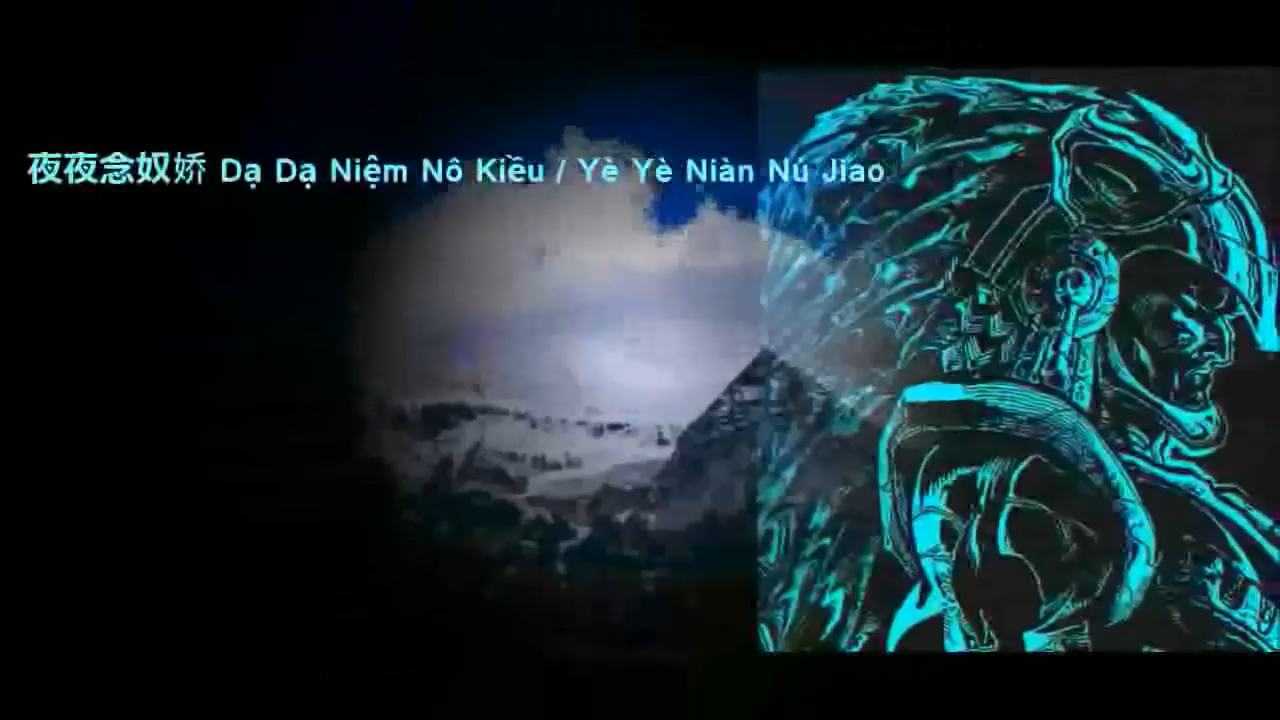 夜夜念奴娇 Dạ Dạ Niệm Nô Kiều / Yè Yè Niàn Nú Jiao